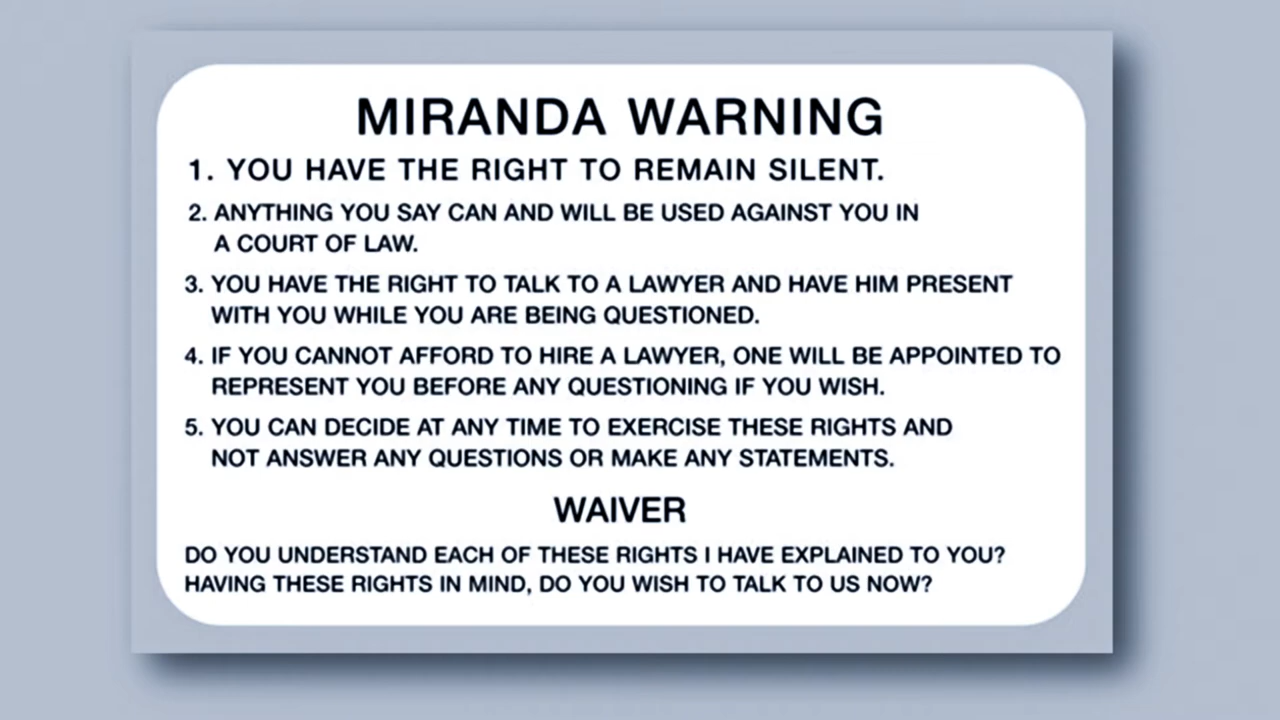 MIRANDA WARNING
1. YOU HAVE THE RIGHT TO REMAIN SILENT.
2. ANYTHING YOU SAY CAN AND WILL BE USED AGAINST YOU IN
A COURT OF LAW.
3. YOU HAVE THE RIGHT TO TALK TO A LAWYER AND HAVE HIM PRESENT
WITH YOU WHILE YOU ARE BEING QUESTIONED.
4. IF YOU CANNOT AFFORD TO HIRE A LAWYER, ONE WILL BE APPOINTED TO
REPRESENT YOU BEFORE ANY QUESTIONING IF YOU WISH.
5. YOU CAN DECIDE AT ANY TIME TO EXERCISE THESE RIGHTS AND
NOT ANSWER ANY QUESTIONS OR MAKE ANY STATEMENTS.
WAIVER
DO YOU UNDERSTAND EACH OF THESE RIGHTS I HAVE EXPLAINED TO YOU?
HAVING THESE RIGHTS IN MIND, DO YOU WISH TO TALK TO US NOW?